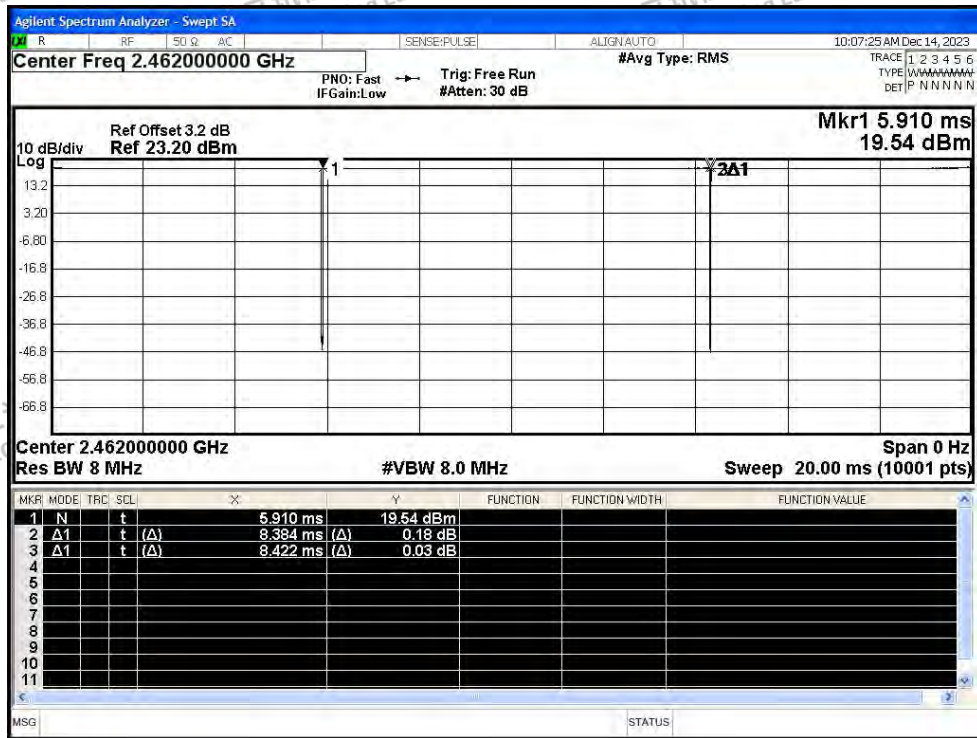 Agilent Spectrum Analyzer - Swept SA
LXI R RF 50 Ω AC SENSE:PULSE ALIGN AUTO 10:07:25 AM Dec 14, 2023
Center Freq 2.462000000 GHz #Avg Type: RMS TRACE 1 2 3 4 5 6
PNO: Fast Trig: Free Run TYPE WWWWWW
IFGain:Low #Atten: 30 dB DET P N N N N N
Mkr1 5.910 ms
Ref Offset 3.2 dB
10 dB/div Ref 23.20 dBm 19.54 dBm
Log
1 3Δ1
13.2
3.20
-6.80
-16.8
-26.8
-36.8
-46.8
-56.8
-66.8
Center 2.462000000 GHz Span 0 Hz
Res BW 8 MHz #VBW 8.0 MHz Sweep 20.00 ms (10001 pts)
MKR MODE TRC SCL X Y FUNCTION FUNCTION WIDTH FUNCTION VALUE
1 N t 5.910 ms 19.54 dBm
2 Δ1 t (Δ) 8.384 ms (Δ) 0.18 dB
3 Δ1 t (Δ) 8.422 ms (Δ) 0.03 dB
4
5
6
7
8
9
10
11
MSG STATUS